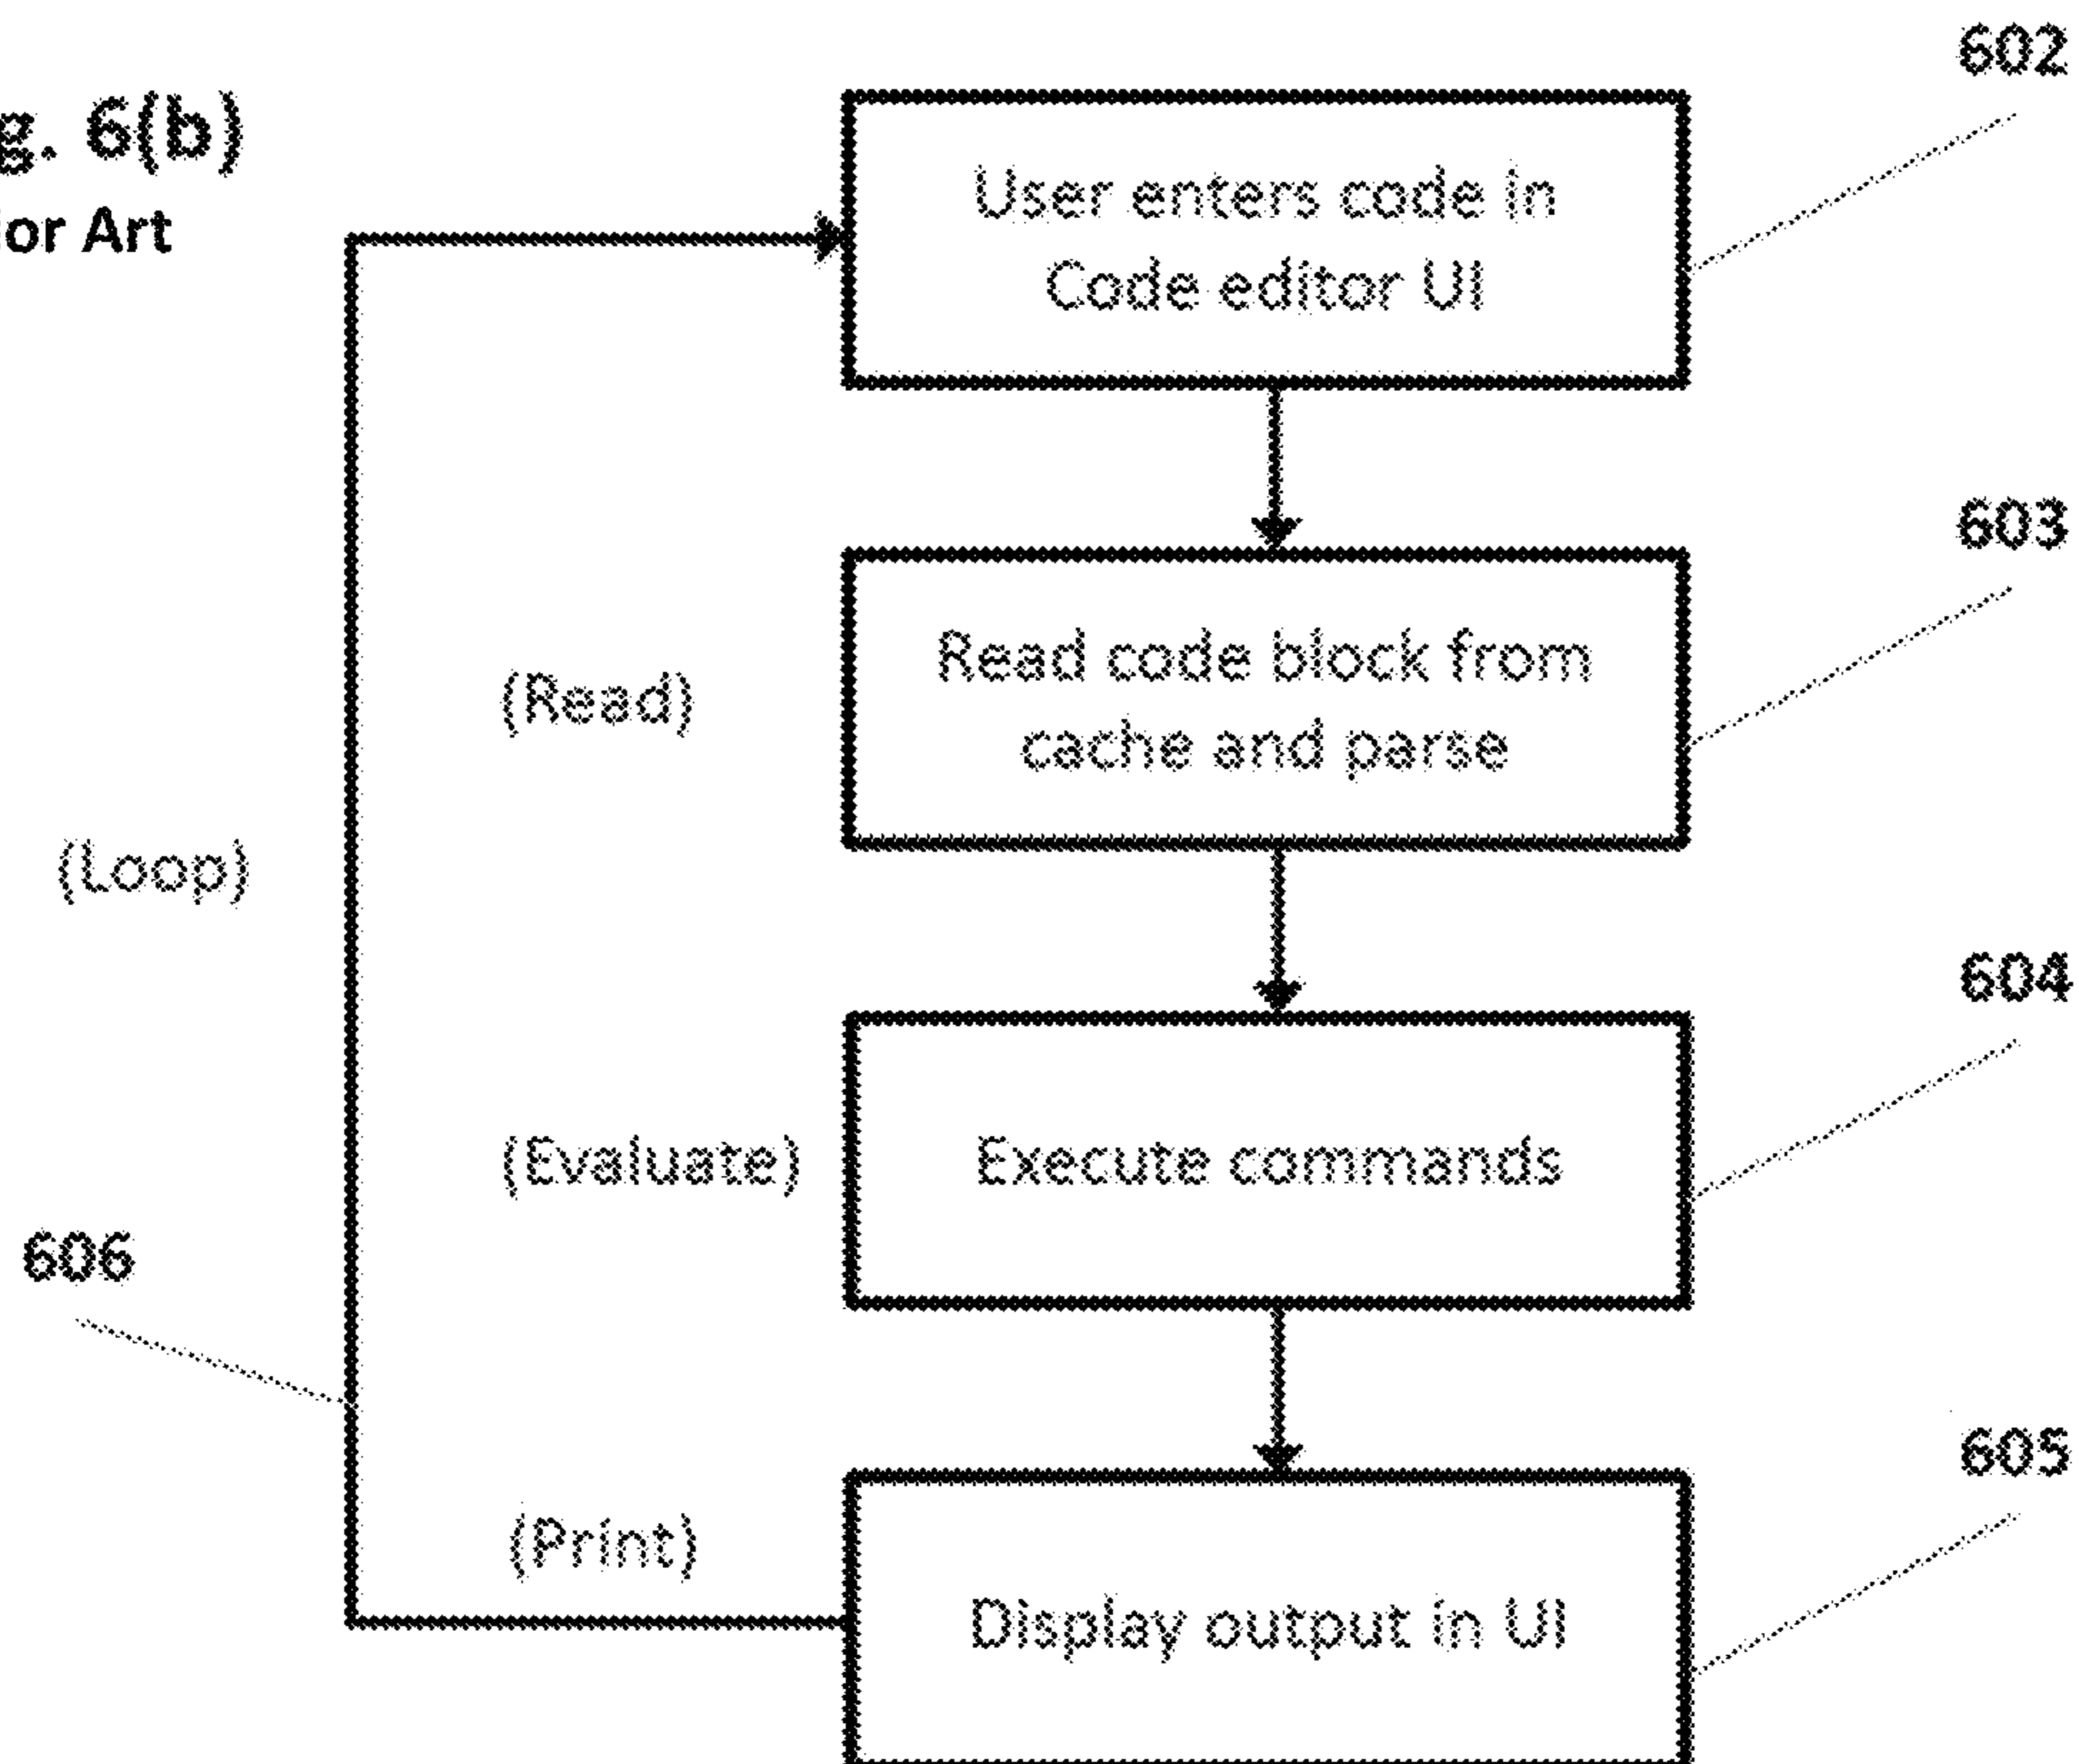 602
g. 6(b)
ior Art
User enters code in
Code editor UI
603
Read code block from
cache and parse
(Read)
(Loop)
604
(Evaluate)
Execute commands
606
605
(Print)
Display output in UI